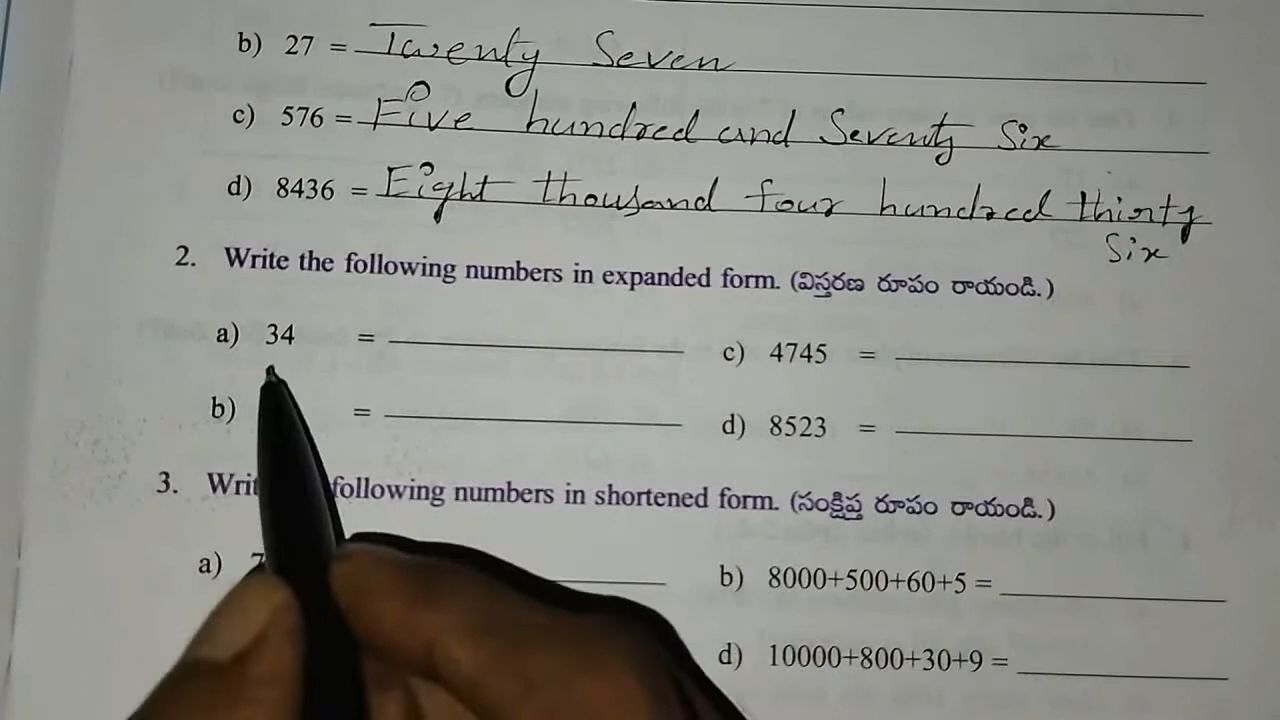 b) 27 = Twenty Seven
c) 576 = Five hundred and Seventy Six
d) 8436 = Eight thousand four hundred thirty
Six
2. Write the following numbers in expanded form. (విస్తరణ రూపం రాయండి.)
a) 34 = c) 4745 =
b) = d) 8523 =
3. following numbers in shortened form. (సంక్షిప్త రూపం రాయండి.)
a) b) 8000+500+60+5 =
d) 10000+800+30+9 =